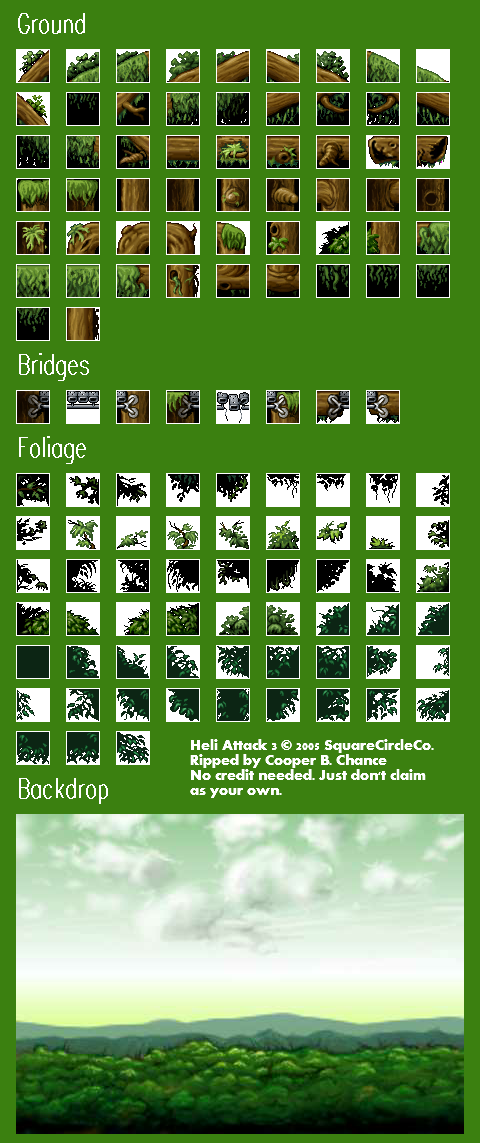 Ground
Bridges
Foliage
Heli Attack 3 © 2005 SquareCircleCo.
Ripped by Cooper B. Chance
No credit needed. Just don't claim
as your own.
Backdrop